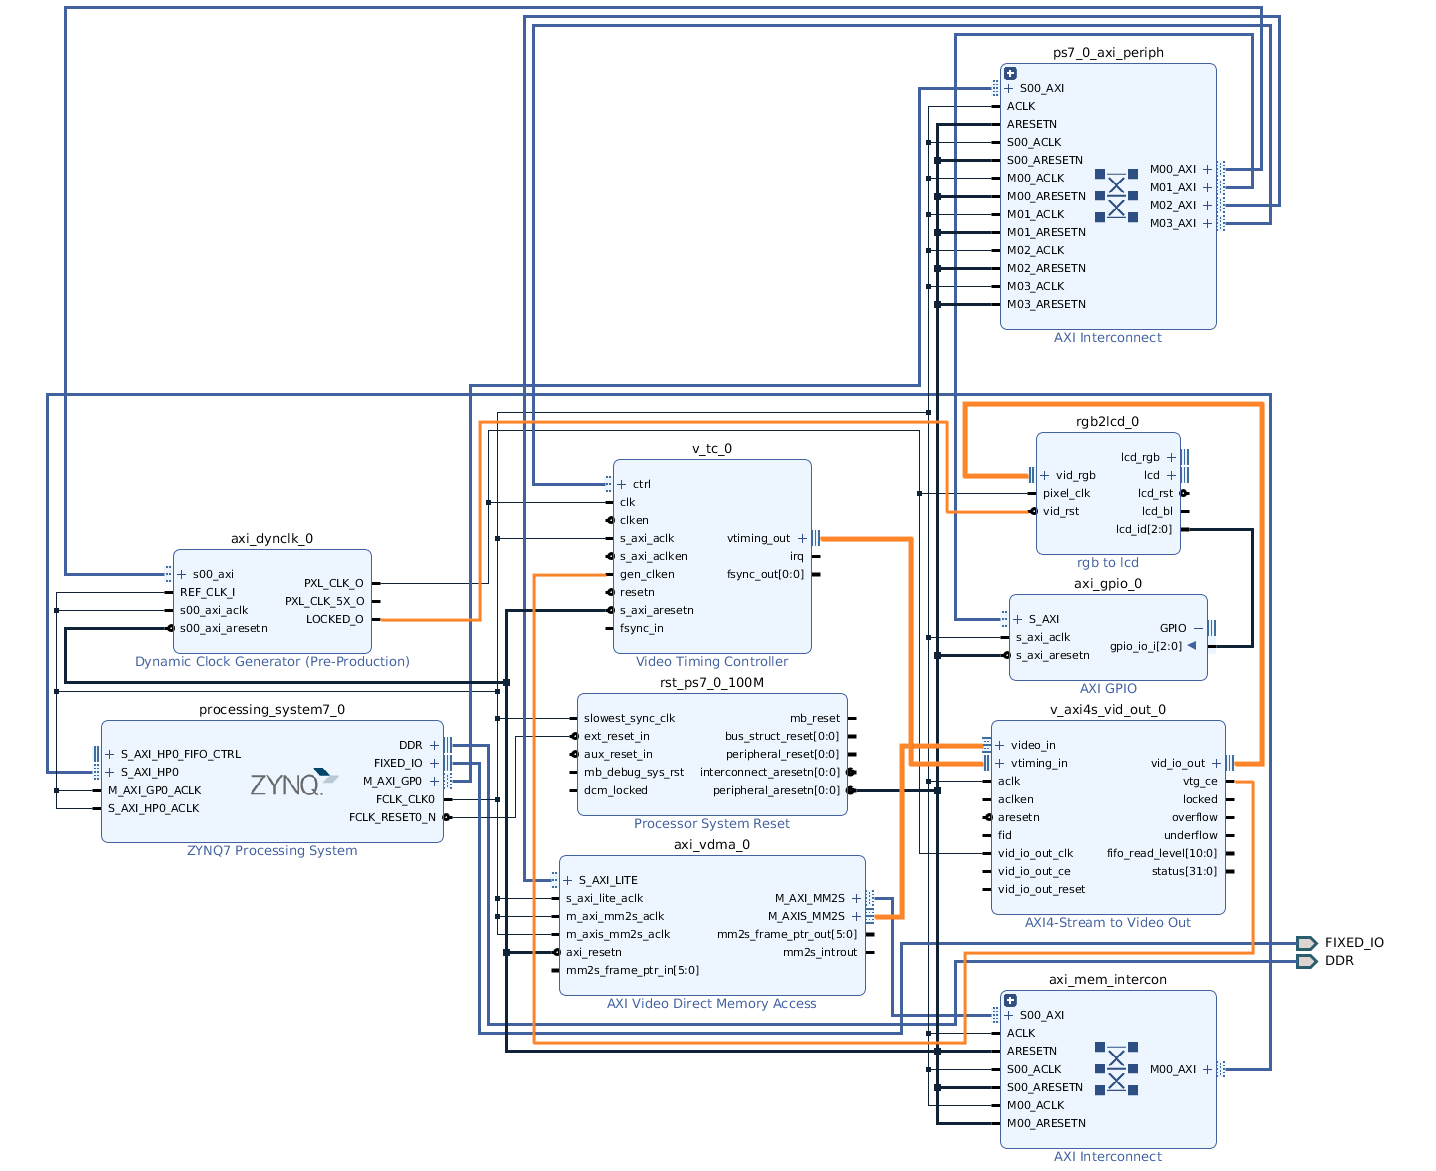 ps7_0_axi_periph
S00_AXI
ACLK
ARESETN
S00_ACLK
S00_ARESETN
M00_ACLK
M00_ARESETN
M01_ACLK
M01_ARESETN
M02_ACLK
M02_ARESETN
M03_ACLK
M03_ARESETN
M00_AXI
M01_AXI
M02_AXI
M03_AXI
AXI Interconnect
rgb2lcd_0
vid_rgb
pixel_clk
vid_rst
lcd_rgb
lcd
lcd_rst
lcd_bl
lcd_id[2:0]
rgb to lcd
v_tc_0
ctrl
clk
clken
s_axi_aclk
s_axi_aclken
gen_clken
resetn
s_axi_aresetn
fsync_in
vtiming_out
irq
fsync_out[0:0]
Video Timing Controller
axi_dynclk_0
s00_axi
REF_CLK_I
s00_axi_aclk
s00_axi_aresetn
PXL_CLK_O
PXL_CLK_5X_O
LOCKED_O
Dynamic Clock Generator (Pre-Production)
axi_gpio_0
S_AXI
s_axi_aclk
s_axi_aresetn
GPIO
gpio_io_i[2:0]
AXI GPIO
rst_ps7_0_100M
slowest_sync_clk
ext_reset_in
aux_reset_in
mb_debug_sys_rst
dcm_locked
mb_reset
bus_struct_reset[0:0]
peripheral_reset[0:0]
interconnect_aresetn[0:0]
peripheral_aresetn[0:0]
Processor System Reset
processing_system7_0
S_AXI_HP0_FIFO_CTRL
S_AXI_HP0
M_AXI_GP0_ACLK
S_AXI_HP0_ACLK
ZYNQ
DDR
FIXED_IO
M_AXI_GP0
FCLK_CLK0
FCLK_RESET0_N
ZYNQ7 Processing System
v_axi4s_vid_out_0
video_in
vtiming_in
aclk
aclken
aresetn
fid
vid_io_out_clk
vid_io_out_ce
vid_io_out_reset
vid_io_out
vtg_ce
locked
overflow
underflow
fifo_read_level[10:0]
status[31:0]
AXI4-Stream to Video Out
axi_vdma_0
S_AXI_LITE
s_axi_lite_aclk
m_axi_mm2s_aclk
m_axis_mm2s_aclk
axi_resetn
mm2s_frame_ptr_in[5:0]
M_AXI_MM2S
M_AXIS_MM2S
mm2s_frame_ptr_out[5:0]
mm2s_introut
AXI Video Direct Memory Access
FIXED_IO
DDR
axi_mem_intercon
S00_AXI
ACLK
ARESETN
S00_ACLK
S00_ARESETN
M00_ACLK
M00_ARESETN
M00_AXI
AXI Interconnect